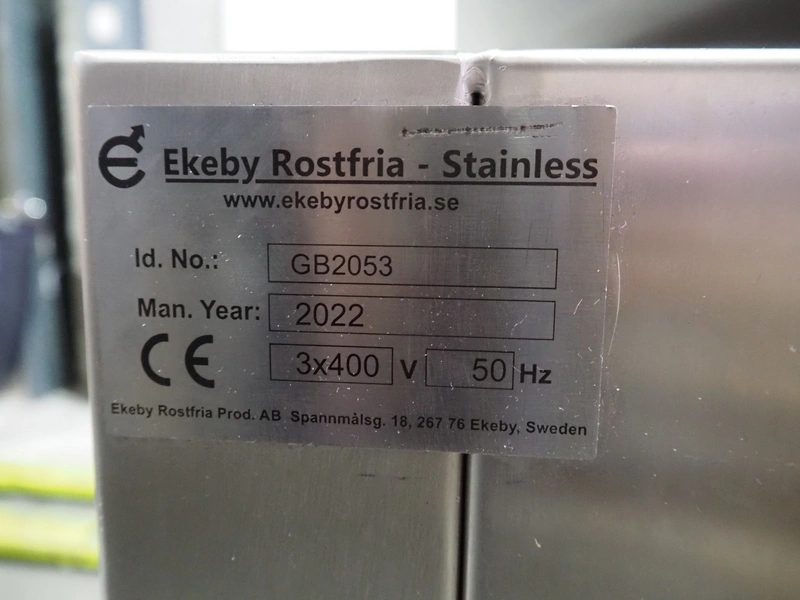 Ekeby Rostfria - Stainless
www.ekebyrostfria.se
Id. No.: GB2053
Man. Year: 2022
CE 3x400 V 50 Hz
Ekeby Rostfria Prod. AB Spannmålsg. 18, 267 76 Ekeby, Sweden